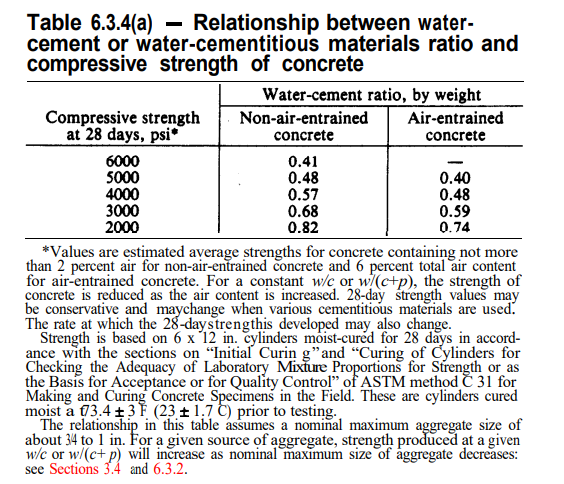 Table 6.3.4(a) — Relationship between water-
cement or water-cementitious materials ratio and
compressive strength of concrete
Water-cement ratio, by weight
Compressive strength Non-air-entrained Air-entrained
at 28 days, psi* concrete concrete
6000 0.41 —
5000 0.48 0.40
4000 0.57 0.48
3000 0.68 0.59
2000 0.82 0.74
*Values are estimated average strengths for concrete containing not more
than 2 percent air for non-air-entrained concrete and 6 percent total air content
for air-entrained concrete. For a constant w/c or w/(c+p), the strength of
concrete is reduced as the air content is increased. 28-day strength values may
be conservative and maychange when various cementitious materials are used.
The rate at which the 28-daystrengthis developed may also change.
Strength is based on 6 x 12 in. cylinders moist-cured for 28 days in accord-
ance with the sections on “Initial Curin g”and “Curing of Cylinders for
Checking the Adequacy of Laboratory Mixture Proportions for Strength or as
the Basis for Acceptance or for Quality Control” of ASTM method C 31 for
Making and Curing Concrete Specimens in the Field. These are cylinders cured
moist a f73.4 ± 3 F (23 ± 1.7 C) prior to testing.
The relationship in this table assumes a nominal maximum aggregate size of
about 3/4 to 1 in. For a given source of aggregate, strength produced at a given
w/c or w/(c+ p) will increase as nominal maximum size of aggregate decreases:
see Sections 3.4 and 6.3.2.